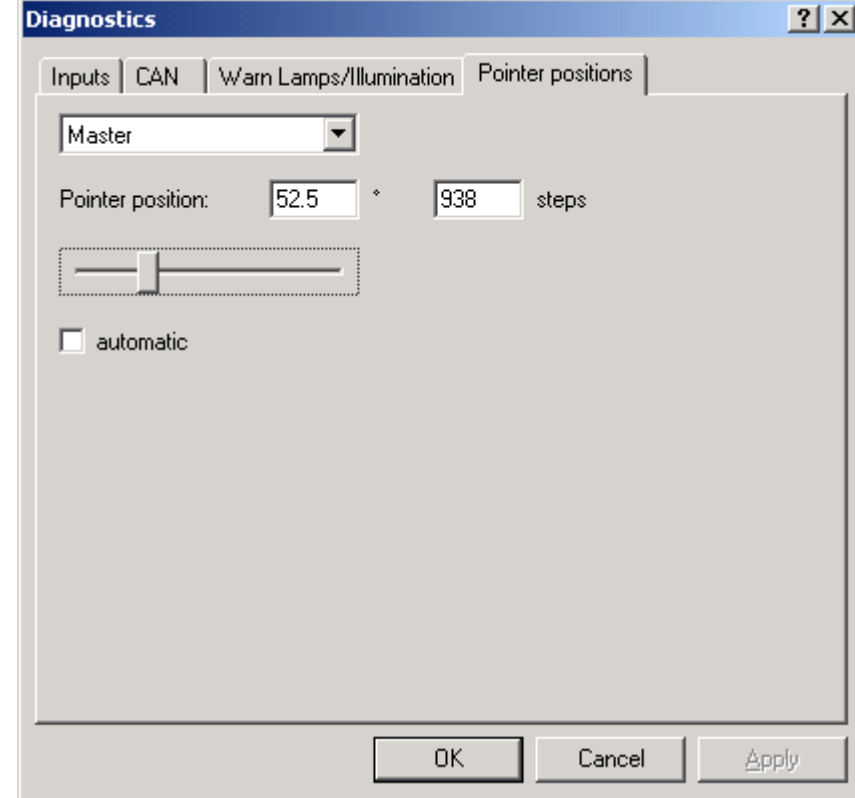 Diagnostics
Inputs CAN Warn Lamps/Illumination Pointer positions
Master
Pointer position: 52.5 ° 938 steps
automatic
OK Cancel Apply